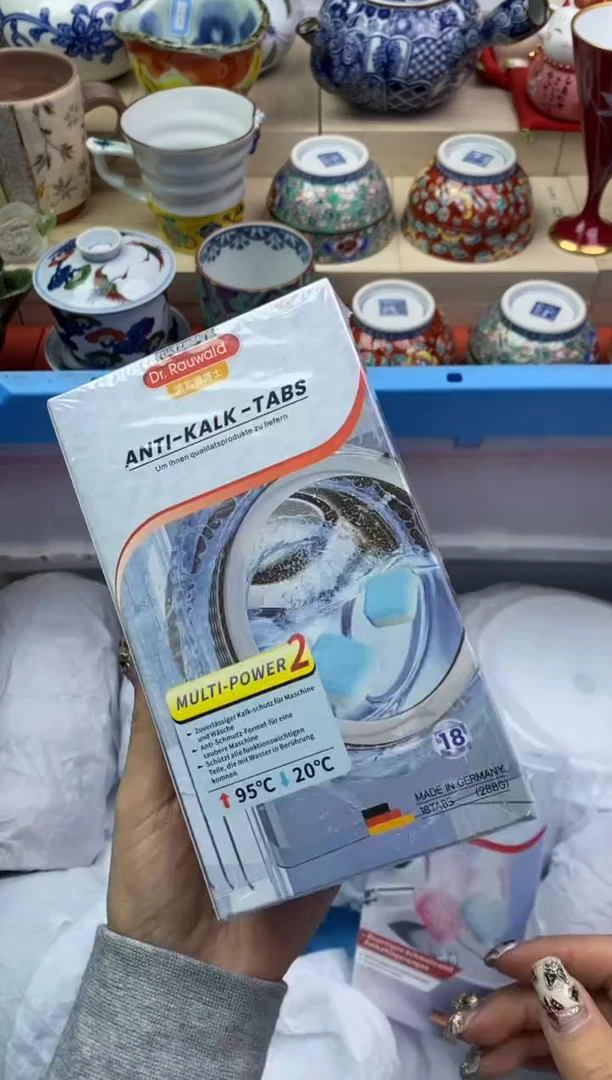 Dr. Rauwald
ANTI-KALK-TABS
Um ihnen qualitatsprodukte zu liefern
MULTI-POWER 2
Zuverlässiger Kalk-schutz für Maschine
und Wäsche
Anti-Schmutz-Formel-für eine
saubere Maschine
Schützt alle funktionswichtigen
Teile, die mit Wasser in Berührung
kommen
95°C 20°C
18
MADE IN GERMANY
18TABS (288G)